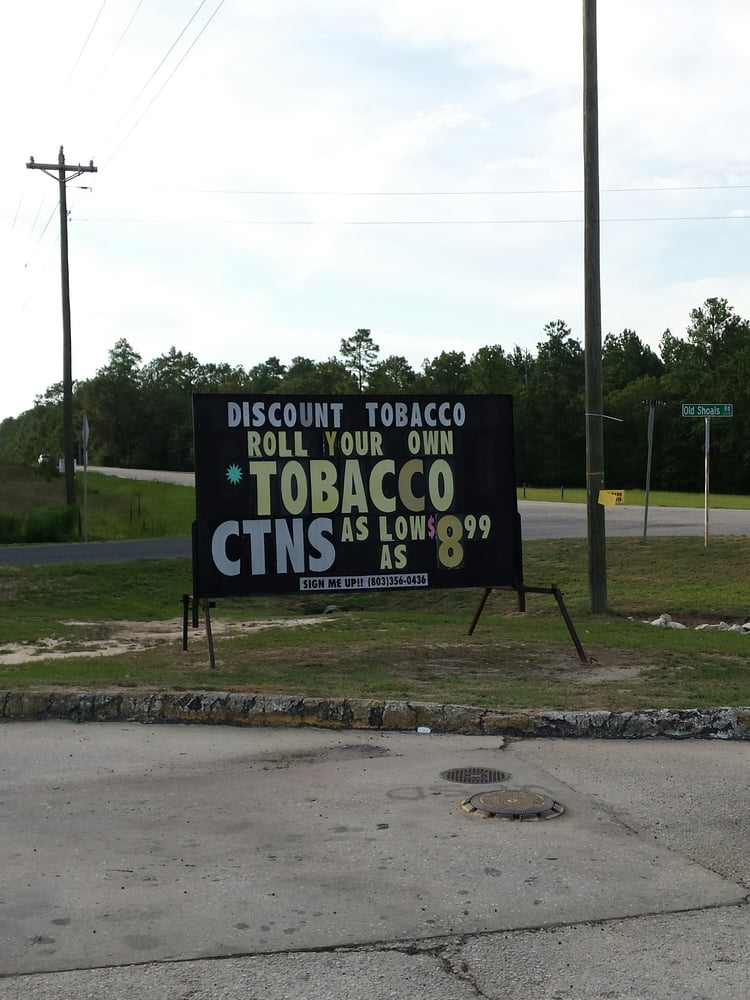 DISCOUNT TOBACCO
ROLL YOUR OWN
* TOBACCO
CTNS AS LOW AS $8.99
SIGN ME UP!! (803)356-0436
Old Shoals Rd